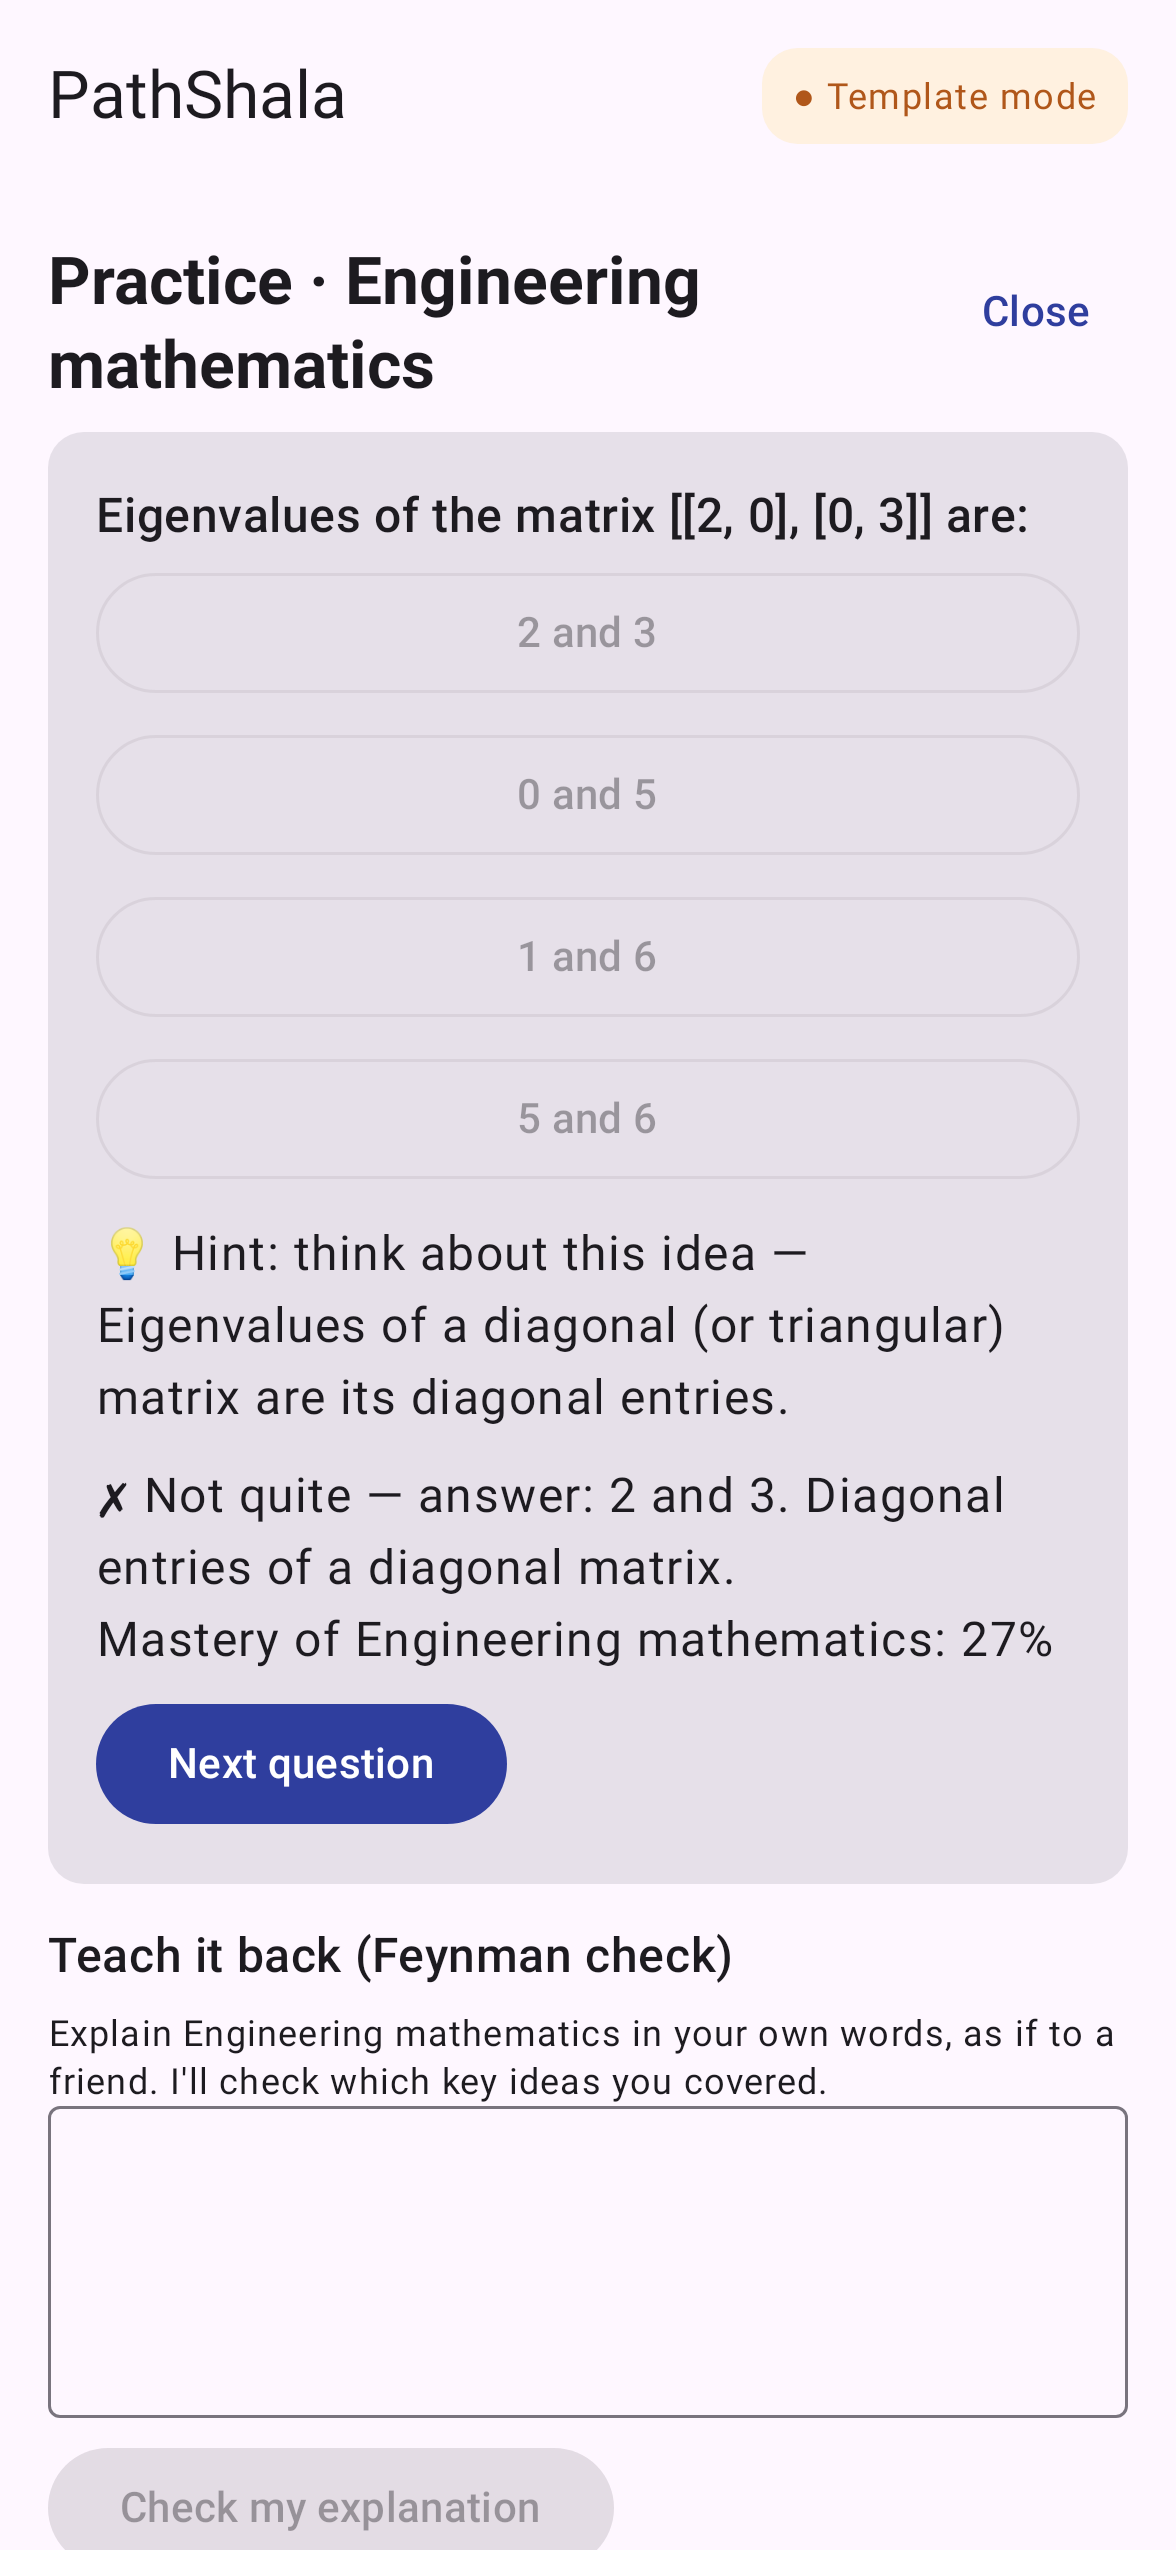 PathShala
● Template mode
Practice · Engineering
mathematics
Close
Eigenvalues of the matrix [[2, 0], [0, 3]] are:
2 and 3
0 and 5
1 and 6
5 and 6
💡 Hint: think about this idea —
Eigenvalues of a diagonal (or triangular)
matrix are its diagonal entries.
✗ Not quite — answer: 2 and 3. Diagonal
entries of a diagonal matrix.
Mastery of Engineering mathematics: 27%
Next question
Teach it back (Feynman check)
Explain Engineering mathematics in your own words, as if to a
friend. I'll check which key ideas you covered.
Check my explanation